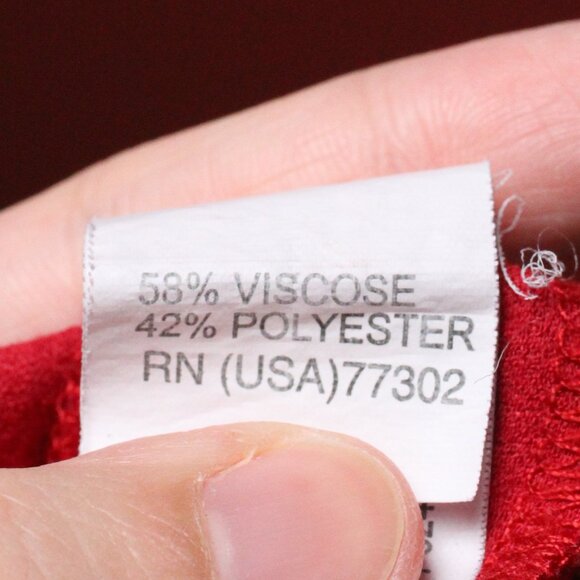 58% VISCOSE
42% POLYESTER
RN (USA)77302